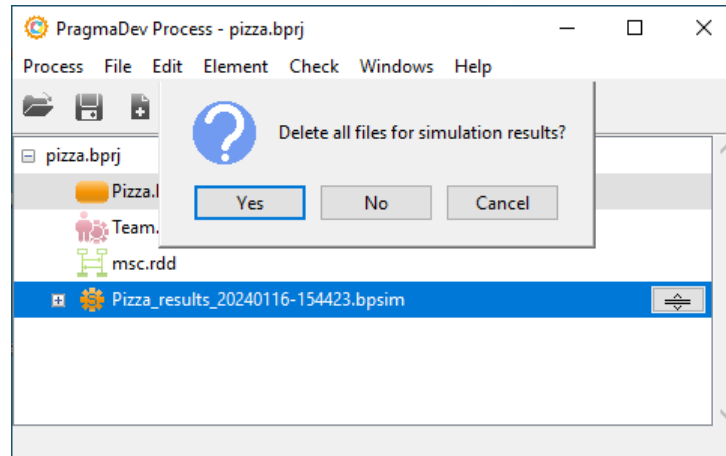 PragmaDev Process - pizza.bprj
Process File Edit Element Check Windows Help
Delete all files for simulation results?
Yes No Cancel
pizza.bprj
Pizza.
Team.
msc.rdd
Pizza_results_20240116-154423.bpsim